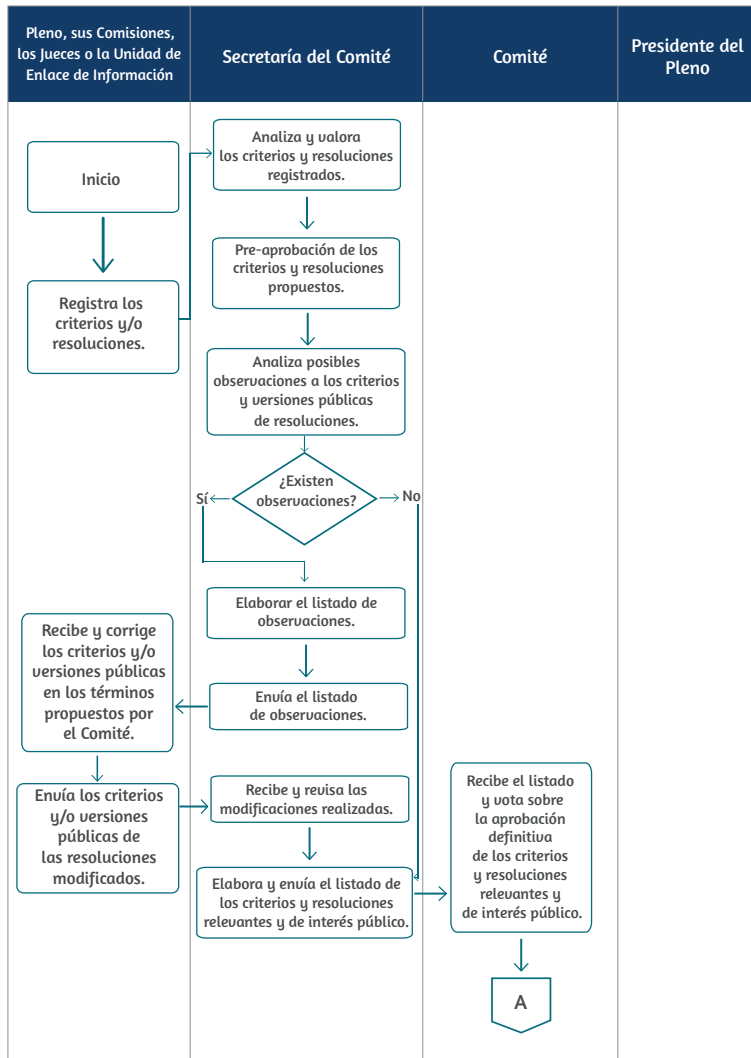 Pleno, sus Comisiones,
los Jueces o la Unidad de
Enlace de Información
Secretaría del Comité
Comité
Presidente del
Pleno
Inicio
Registra los
criterios y/o
resoluciones.
Analiza y valora
los criterios y resoluciones
registrados.
Pre-aprobación de los
criterios y resoluciones
propuestos.
Analiza posibles
observaciones a los criterios
y versiones públicas
de resoluciones.
¿Existen
observaciones?
Sí
No
Elaborar el listado de
observaciones.
Envía el listado
de observaciones.
Recibe y corrige
los criterios y/o
versiones públicas
en los términos
propuestos por
el Comité.
Envía los criterios
y/o versiones
públicas de
las resoluciones
modificados.
Recibe y revisa las
modificaciones realizadas.
Elabora y envía el listado de
los criterios y resoluciones
relevantes y de interés público.
Recibe el listado
y vota sobre
la aprobación
definitiva
de los criterios
y resoluciones
relevantes y
de interés público.
A